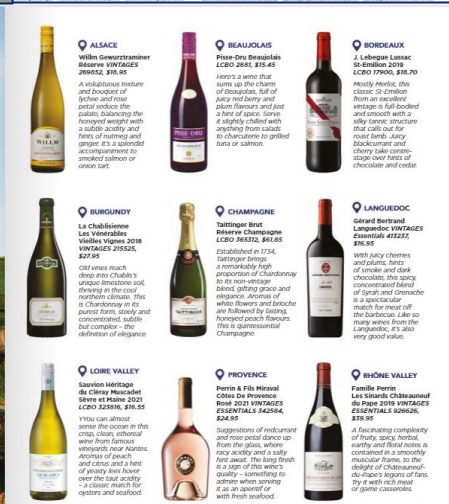 ALSACE
Willm Gewurztraminer
Réserve VINTAGES
269852, $18.95
A voluptuous texture
and bouquet of
lychee and rose
petal seduce the
palate, balancing the
honeyed weight with
a subtle acidity and
hints of nutmeg and
ginger. It's a splendid
accompaniment to
smoked salmon or
onion tart.
BEAUJOLAIS
Pisse-Dru Beaujolais
LCBO 2881, $15.45
Here's a wine that
sums up the charm
of Beaujolais, full of
juicy red berry and
plum flavours and just
a hint of spice. Serve
it slightly chilled with
anything from salads
to charcuterie to grilled
tuna or salmon.
BORDEAUX
J. Lebegue Lussac
St-Emilion 2019
LCBO 17900, $18.70
Mostly Merlot, this
classic St-Emilion
from an excellent
vintage is full-bodied
and smooth with a
silky tannic structure
that calls out for
roast lamb. Juicy
blackcurrant and
cherry take centre-
stage over hints of
chocolate and cedar.
BURGUNDY
La Chablisienne
Les Vénérables
Vieilles Vignes 2018
VINTAGES 215525,
$27.95
Old vines reach
deep into Chablis's
unique limestone soil,
thriving in the cool
northern climate. This
is Chardonnay in its
purest form, steely and
concentrated, subtle
but complex – the
definition of elegance.
CHAMPAGNE
Taittinger Brut
Réserve Champagne
LCBO 365312, $61.85
Established in 1734,
Taittinger brings
a remarkably high
proportion of Chardonnay
to its non-vintage
blend, gifting grace and
elegance. Aromas of
white flowers and brioche
are followed by tasting,
honeyed peach flavours.
This is quintessential
Champagne.
LANGUEDOC
Gérard Bertrand
Languedoc VINTAGES
Essentials 413237,
$16.95
With juicy cherries
and plums, hints
of smoke and dark
chocolate, this spicy,
concentrated blend
of Syrah and Grenache
is a spectacular
match for meat off
the barbecue. Like so
many wines from the
Languedoc, it's also
very good value.
LOIRE VALLEY
Sauvion Héritage
du Cléray Muscadet
Sèvre et Maine 2021
LCBO 323816, $16.55
YYou can almost
sense the ocean in this
crisp, clean, ethereal
wine from famous
vineyards near Nantes.
Aromas of peach
and citrus and a hint
of yeasty lees hover
over the taut acidity
– a classic match for
oysters and seafood.
PROVENCE
Perrin & Fils Miraval
Côtes De Provence
Rosé 2021 VINTAGES
ESSENTIALS 342584,
$24.95
Suggestions of redcurrant
and rose petal dance up
from the glass, where
racy acidity and a salty
hint await. The long finish
is a sign of this wine's
quality – something to
admire when serving
it as an aperitif or
with fresh seafood.
RHÔNE VALLEY
Famille Perrin
Les Sinards Châteauneuf
du Pape 2019 VINTAGES
ESSENTIALS 926626,
$39.95
A fascinating complexity
of fruity, spicy, herbal,
earthy and floral notes is
contained in a smoothly
muscular frame, to the
delight of Châteauneuf-
du-Pape's legions of fans.
Try it with rich meat
or game casseroles.
WILLM
PISSE-DRU
TAITTINGER